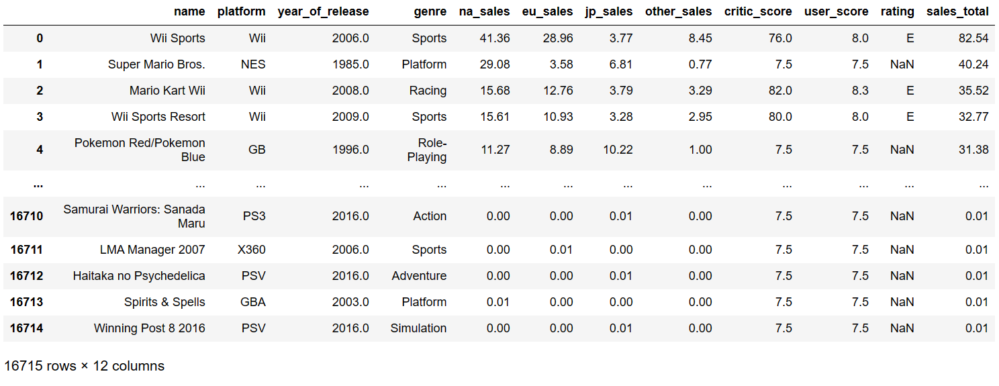 name platform year_of_release genre na_sales eu_sales jp_sales other_sales critic_score user_score rating sales_total
0 Wii Sports Wii 2006.0 Sports 41.36 28.96 3.77 8.45 76.0 8.0 E 82.54
1 Super Mario Bros. NES 1985.0 Platform 29.08 3.58 6.81 0.77 7.5 7.5 NaN 40.24
2 Mario Kart Wii Wii 2008.0 Racing 15.68 12.76 3.79 3.29 82.0 8.3 E 35.52
3 Wii Sports Resort Wii 2009.0 Sports 15.61 10.93 3.28 2.95 80.0 8.0 E 32.77
4 Pokemon Red/Pokemon Blue GB 1996.0 Role-Playing 11.27 8.89 10.22 1.00 7.5 7.5 NaN 31.38
... ... ... ... ... ... ... ... ... ... ... ... ...
16710 Samurai Warriors: Sanada Maru PS3 2016.0 Action 0.00 0.00 0.01 0.00 7.5 7.5 NaN 0.01
16711 LMA Manager 2007 X360 2006.0 Sports 0.00 0.01 0.00 0.00 7.5 7.5 NaN 0.01
16712 Haitaka no Psychedelica PSV 2016.0 Adventure 0.00 0.00 0.01 0.00 7.5 7.5 NaN 0.01
16713 Spirits & Spells GBA 2003.0 Platform 0.01 0.00 0.00 0.00 7.5 7.5 NaN 0.01
16714 Winning Post 8 2016 PSV 2016.0 Simulation 0.00 0.00 0.01 0.00 7.5 7.5 NaN 0.01
16715 rows × 12 columns